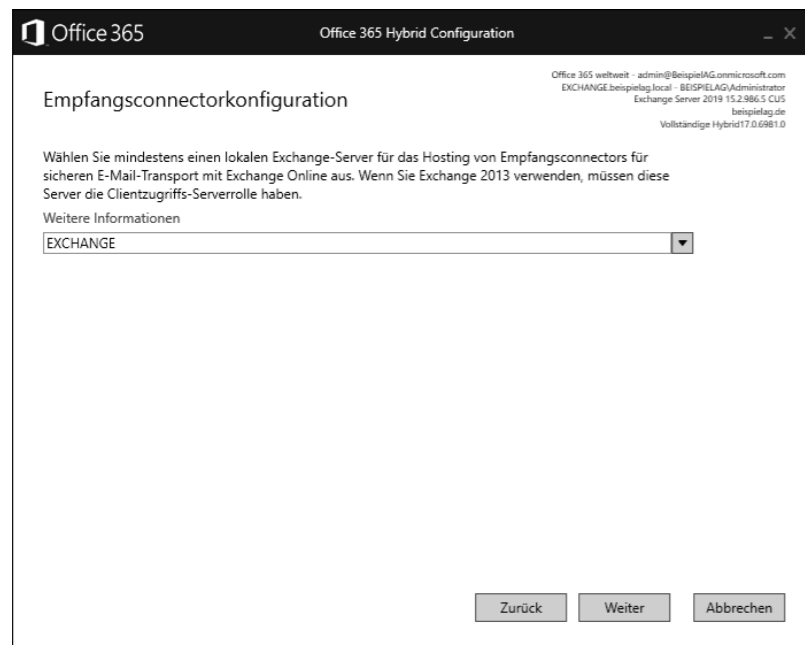 Office 365
Office 365 Hybrid Configuration
Office 365 weltweit - admin@BeispielAG.onmicrosoft.com
EXCHANGE.beispielag.local - BEISPIELAG\Administrator
Exchange Server 2019 15.2.986.5 CU5
beispielag.de
Vollständige Hybrid17.0.6981.0
Empfangsconnectorkonfiguration
Wählen Sie mindestens einen lokalen Exchange-Server für das Hosting von Empfangsconnectors für
sicheren E-Mail-Transport mit Exchange Online aus. Wenn Sie Exchange 2013 verwenden, müssen diese
Server die Clientzugriffs-Serverrolle haben.
Weitere Informationen
EXCHANGE
Zurück
Weiter
Abbrechen